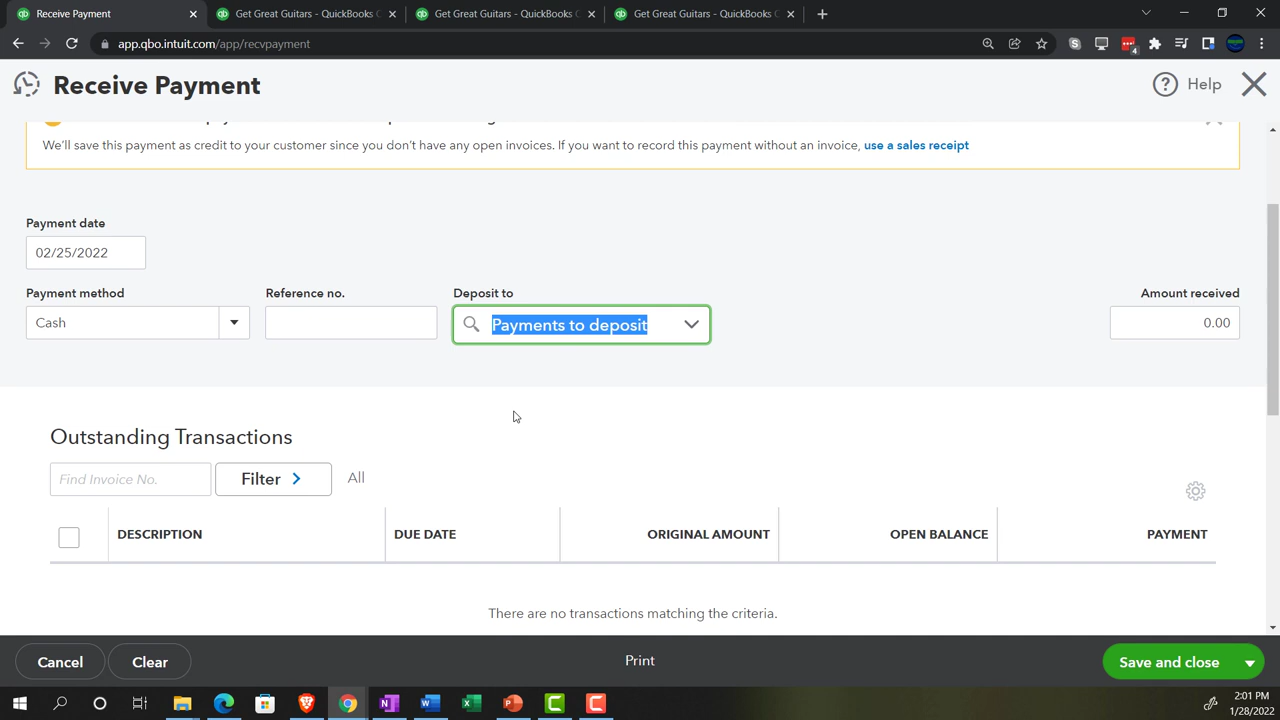 Receive Payment
Get Great Guitars - QuickBooks
Get Great Guitars - QuickBooks
Get Great Guitars - QuickBooks
app.qbo.intuit.com/app/recvpayment
4
Receive Payment
Help
We'll save this payment as credit to your customer since you don't have any open invoices. If you want to record this payment without an invoice, use a sales receipt
Payment date
02/25/2022
Payment method
Reference no.
Deposit to
Amount received
Cash
Payments to deposit
0.00
Outstanding Transactions
Find Invoice No.
Filter
All
DESCRIPTION
DUE DATE
ORIGINAL AMOUNT
OPEN BALANCE
PAYMENT
There are no transactions matching the criteria.
Cancel
Clear
Print
Save and close
2:01 PM
1/28/2022